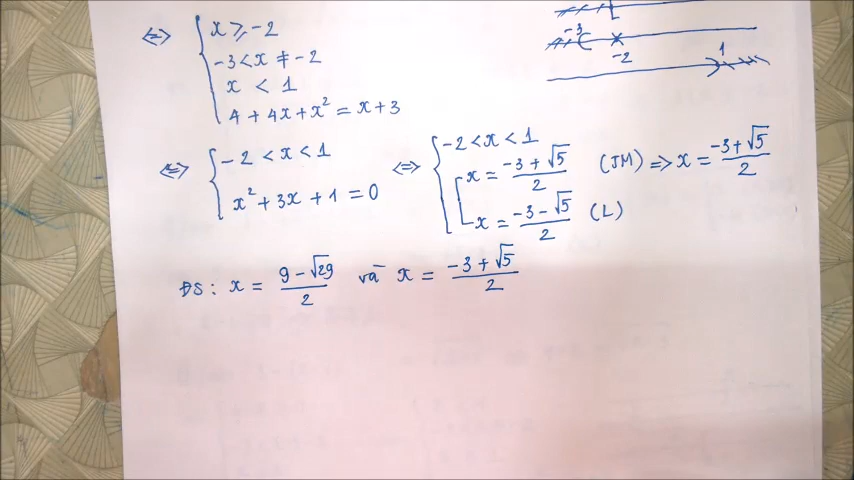 ⇔ { x ≥ -2
-3 < x ≠ -2
x < 1
4 + 4x + x² = x + 3
-3
-2
1
⇔ { -2 < x < 1
x² + 3x + 1 = 0
⇔ { -2 < x < 1
[ x = (-3 + √5)/2 (TM) ⇒ x = (-3 + √5)/2
x = (-3 - √5)/2 (L)
ĐS: x = (9 - √29)/2 và x = (-3 + √5)/2